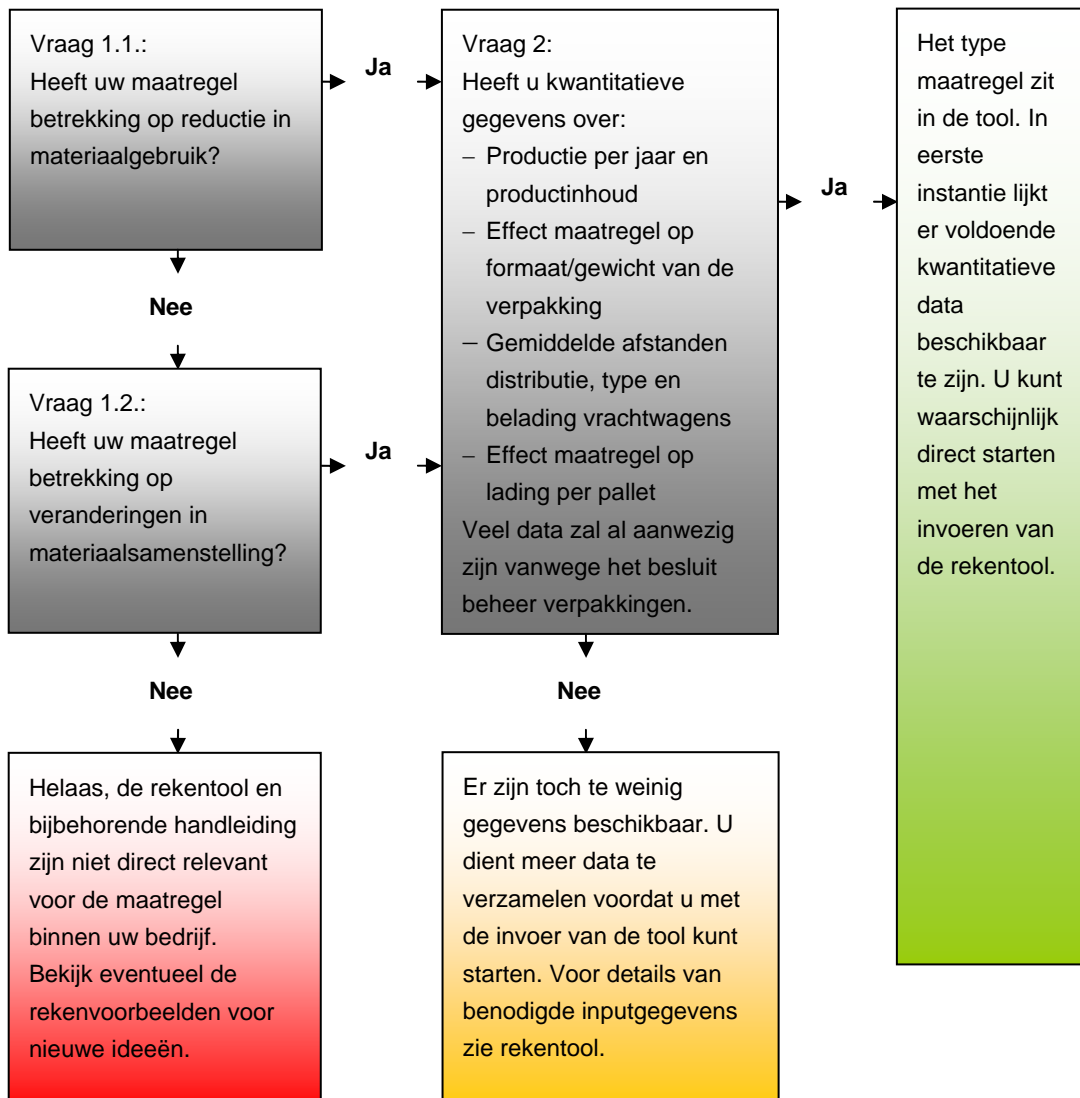 Vraag 1.1.:
Heeft uw maatregel
betrekking op reductie in
materiaalgebruik?
Ja
Nee
Vraag 1.2.:
Heeft uw maatregel
betrekking op
veranderingen in
materiaalsamenstelling?
Ja
Nee
Helaas, de rekentool en
bijbehorende handleiding
zijn niet direct relevant
voor de maatregel
binnen uw bedrijf.
Bekijk eventueel de
rekenvoorbeelden voor
nieuwe ideeën.
Vraag 2:
Heeft u kwantitatieve
gegevens over:
– Productie per jaar en
productinhoud
– Effect maatregel op
formaat/gewicht van de
verpakking
– Gemiddelde afstanden
distributie, type en
belading vrachtwagens
– Effect maatregel op
lading per pallet
Veel data zal al aanwezig
zijn vanwege het besluit
beheer verpakkingen.
Ja
Nee
Er zijn toch te weinig
gegevens beschikbaar. U
dient meer data te
verzamelen voordat u met
de invoer van de tool kunt
starten. Voor details van
benodigde inputgegevens
zie rekentool.
Het type
maatregel zit
in de tool. In
eerste
instantie lijkt
er voldoende
kwantitatieve
data
beschikbaar
te zijn. U kunt
waarschijnlijk
direct starten
met het
invoeren van
de rekentool.